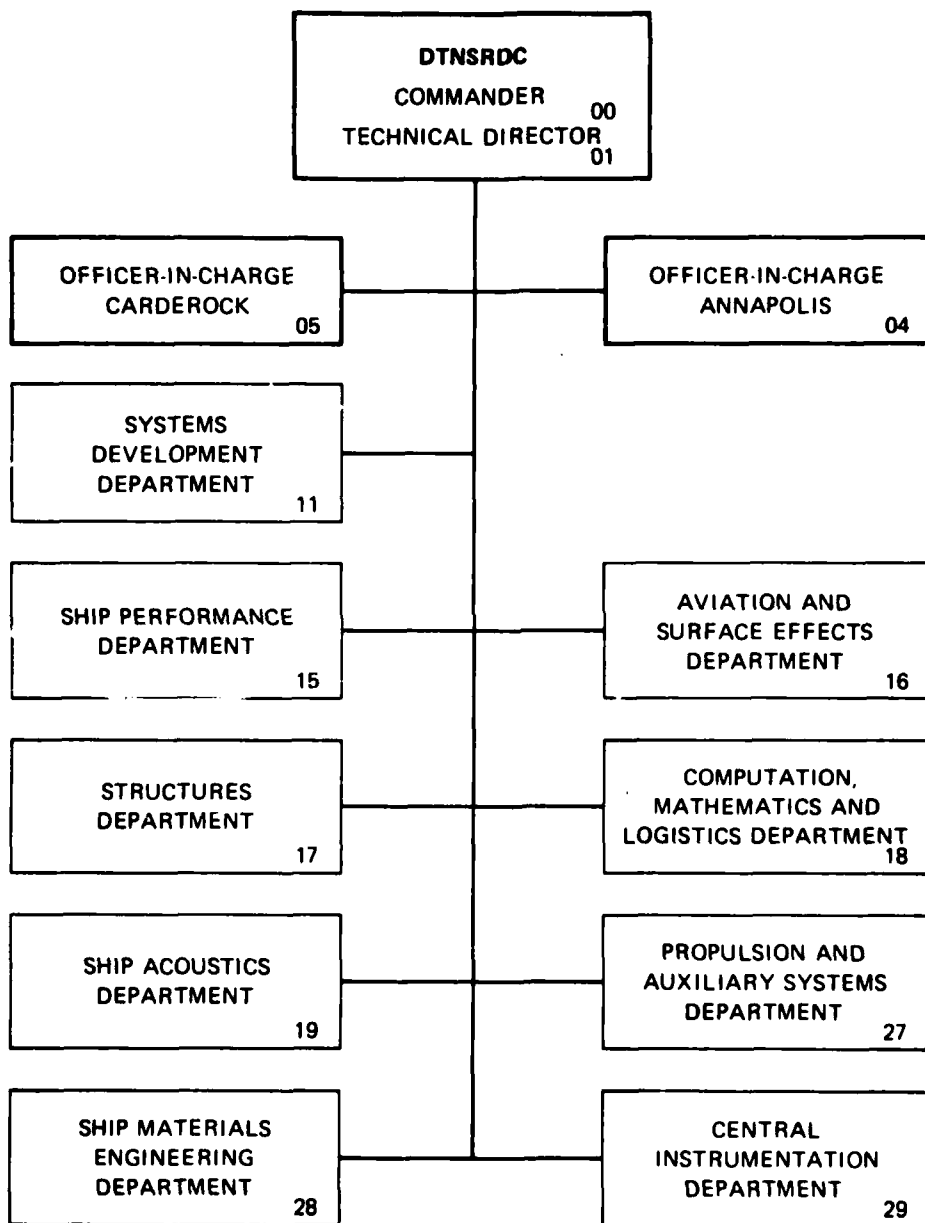 DTNSRDC
COMMANDER
00
TECHNICAL DIRECTOR
01
OFFICER-IN-CHARGE
CARDEROCK
05
OFFICER-IN-CHARGE
ANNAPOLIS
04
SYSTEMS
DEVELOPMENT
DEPARTMENT
11
SHIP PERFORMANCE
DEPARTMENT
15
AVIATION AND
SURFACE EFFECTS
DEPARTMENT
16
STRUCTURES
DEPARTMENT
17
COMPUTATION,
MATHEMATICS AND
LOGISTICS DEPARTMENT
18
SHIP ACOUSTICS
DEPARTMENT
19
PROPULSION AND
AUXILIARY SYSTEMS
DEPARTMENT
27
SHIP MATERIALS
ENGINEERING
DEPARTMENT
28
CENTRAL
INSTRUMENTATION
DEPARTMENT
29